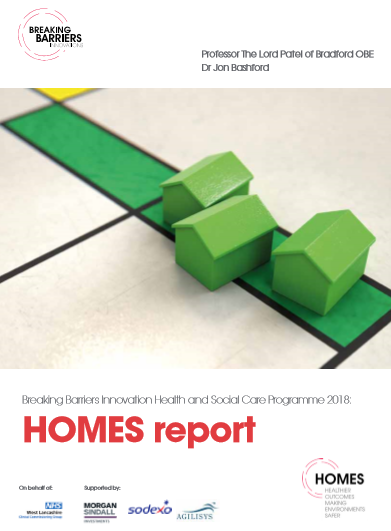 BREAKING
BARRIERS
INNOVATIONS
Professor The Lord Patel of Bradford OBE
Dr Jon Bashford
Breaking Barriers Innovation Health and Social Care Programme 2018:
HOMES report
On behalf of:
Supported by:
NHS
West Lancashire
Clinical Commissioning Group
MORGAN
SINDALL
INVESTMENTS
sodexo
AGILISYS
HOMES
HEALTHIER
OUTCOMES
MAKING
ENVIRONMENTS
SAFER